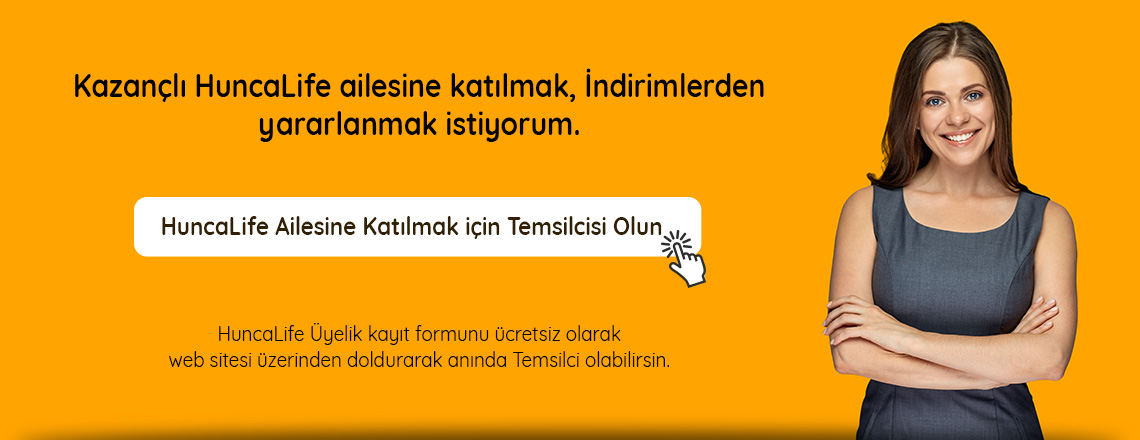 Kazançlı HuncaLife ailesine katılmak, İndirimlerden
yararlanmak istiyorum.
HuncaLife Ailesine Katılmak için Temsilcisi Olun
HuncaLife Üyelik kayıt formunu ücretsiz olarak
web sitesi üzerinden doldurarak anında Temsilci olabilirsin.